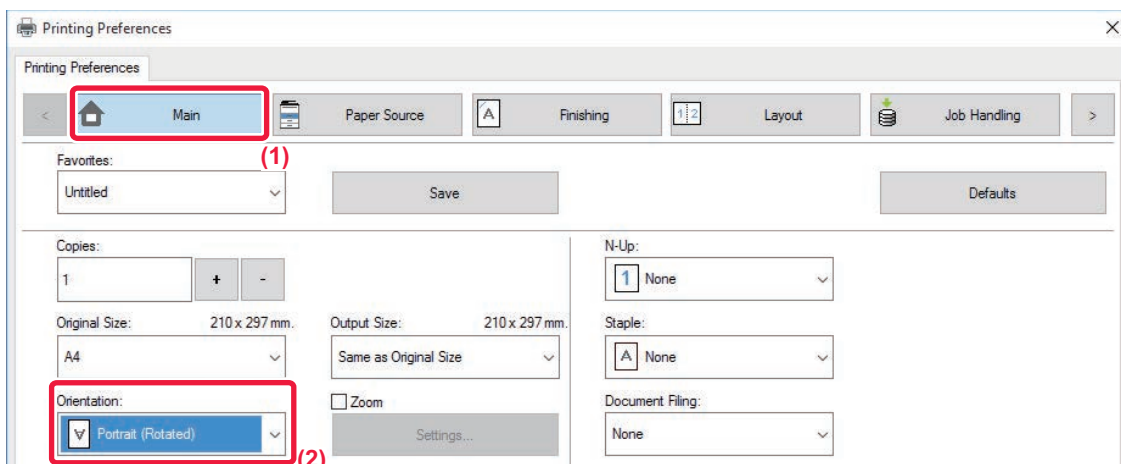 Printing Preferences
Printing Preferences
< Main Paper Source A Finishing 1 2 Layout Job Handling >
(1)
Favorites:
Untitled Save Defaults
Copies: N-Up:
1 + - 1 None
Original Size: 210 x 297 mm. Output Size: 210 x 297 mm. Staple:
A4 Same as Original Size A None
Orientation: Zoom Document Filing:
A Portrait (Rotated) Settings... None
(2)